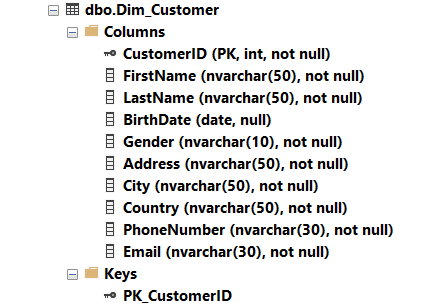 dbo.Dim_Customer
Columns
CustomerID (PK, int, not null)
FirstName (nvarchar(50), not null)
LastName (nvarchar(50), not null)
BirthDate (date, null)
Gender (nvarchar(10), not null)
Address (nvarchar(50), not null)
City (nvarchar(50), not null)
Country (nvarchar(50), not null)
PhoneNumber (nvarchar(30), not null)
Email (nvarchar(30), not null)
Keys
PK_CustomerID